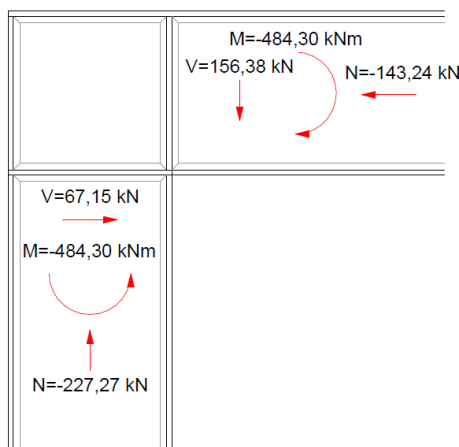 M=-484,30 kNm
V=156,38 kN
N=-143,24 kN
V=67,15 kN
M=-484,30 kNm
N=-227,27 kN